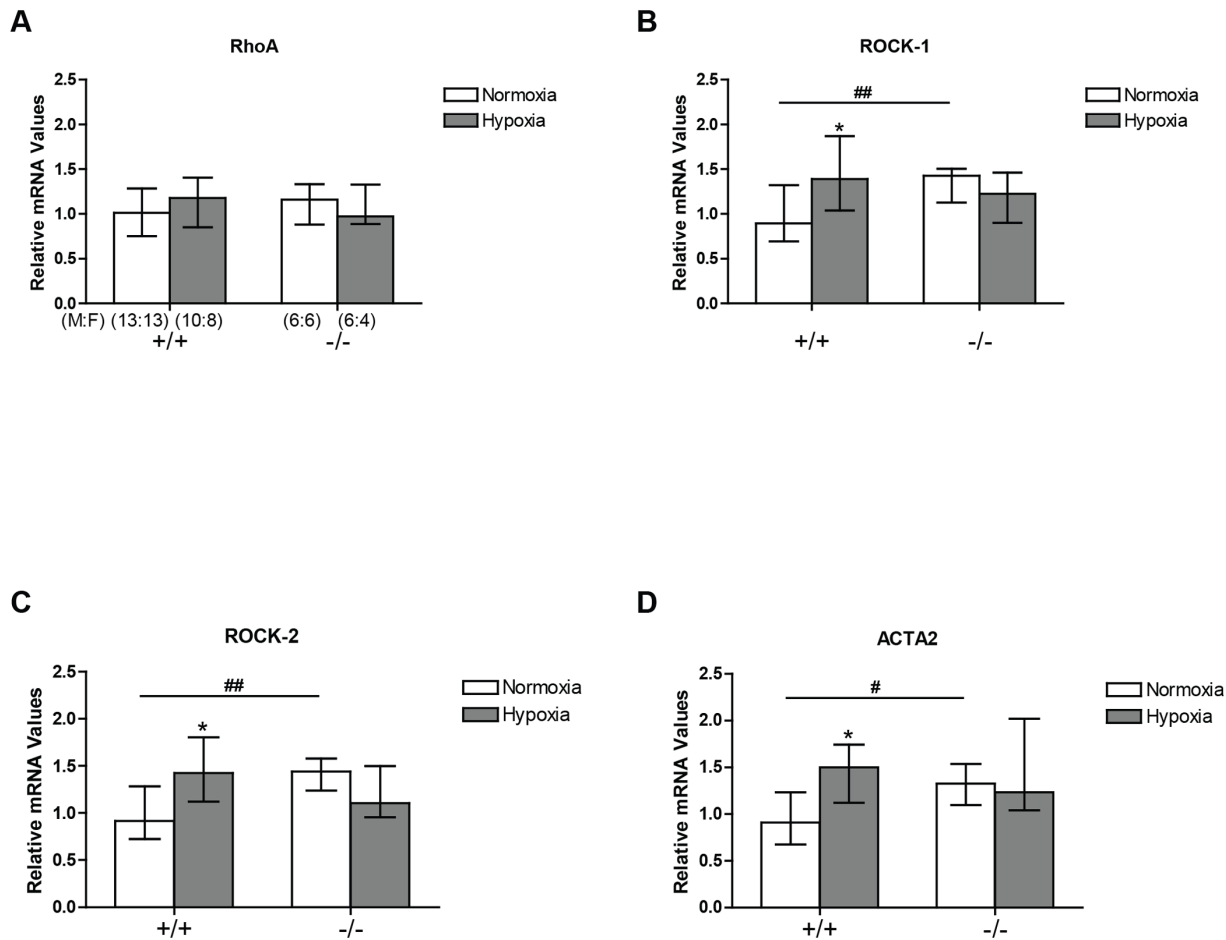 A
RhoA
Relative mRNA Values
2.5
2.0
1.5
1.0
0.5
0.0
Normoxia
Hypoxia
(M:F) (13:13) (10:8) (6:6) (6:4)
+/+ -/-
B
ROCK-1
Relative mRNA Values
2.5
2.0
1.5
1.0
0.5
0.0
##
*
Normoxia
Hypoxia
+/+ -/-
C
ROCK-2
Relative mRNA Values
2.5
2.0
1.5
1.0
0.5
0.0
##
*
Normoxia
Hypoxia
+/+ -/-
D
ACTA2
Relative mRNA Values
2.5
2.0
1.5
1.0
0.5
0.0
#
*
Normoxia
Hypoxia
+/+ -/-